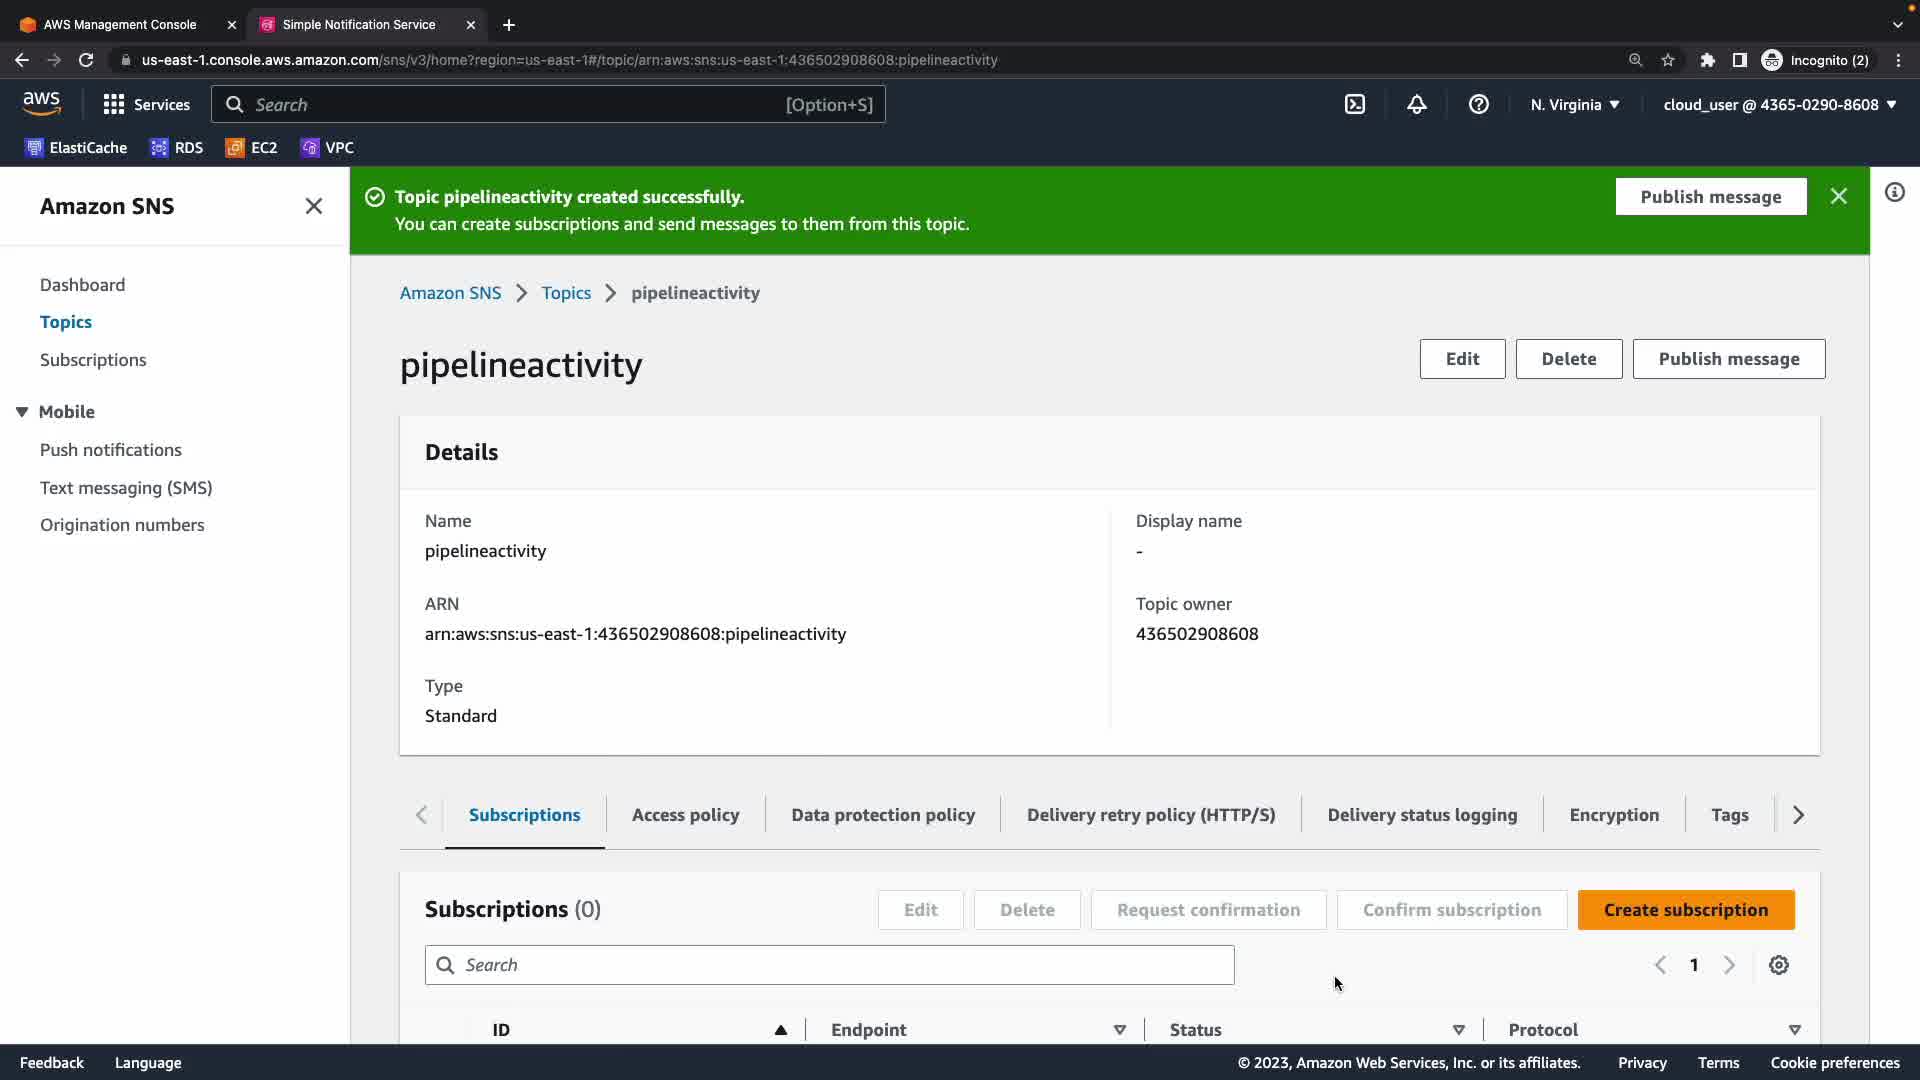 AWS Management Console
Simple Notification Service
us-east-1.console.aws.amazon.com/sns/v3/home?region=us-east-1#/topic/arn:aws:sns:us-east-1:436502908608:pipelineactivity
Incognito (2)
aws
Services
Search
[Option+S]
N. Virginia
cloud_user @ 4365-0290-8608
ElastiCache
RDS
EC2
VPC
Amazon SNS
Dashboard
Topics
Subscriptions
Mobile
Push notifications
Text messaging (SMS)
Origination numbers
Topic pipelineactivity created successfully.
You can create subscriptions and send messages to them from this topic.
Publish message
Amazon SNS > Topics > pipelineactivity
pipelineactivity
Edit
Delete
Publish message
Details
Name
pipelineactivity
Display name
-
ARN
arn:aws:sns:us-east-1:436502908608:pipelineactivity
Topic owner
436502908608
Type
Standard
Subscriptions
Access policy
Data protection policy
Delivery retry policy (HTTP/S)
Delivery status logging
Encryption
Tags
Subscriptions (0)
Edit
Delete
Request confirmation
Confirm subscription
Create subscription
Search
1
ID
Endpoint
Status
Protocol
Feedback
Language
© 2023, Amazon Web Services, Inc. or its affiliates.
Privacy
Terms
Cookie preferences